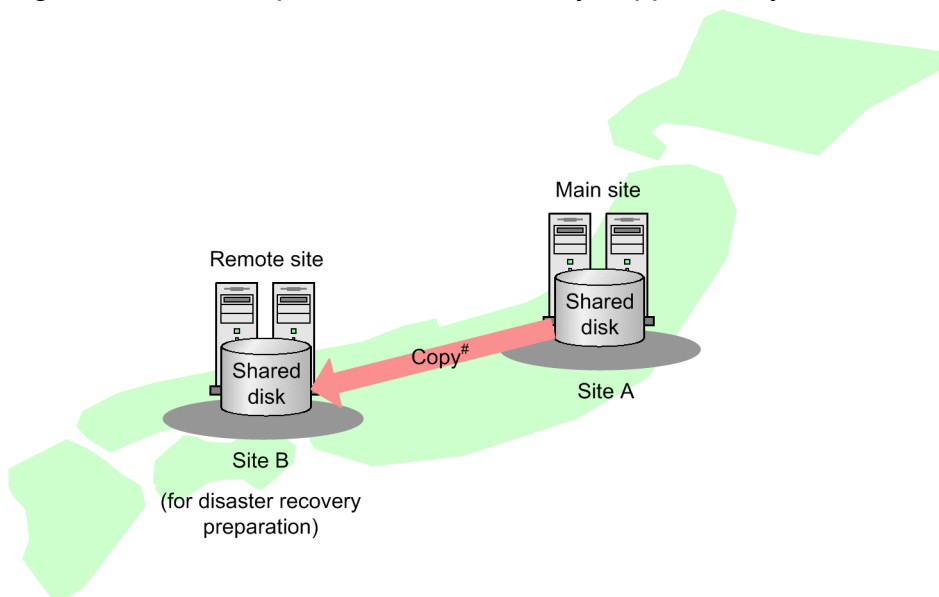 Main site
Shared
disk
Site A
Remote site
Copy#
Shared
disk
Site B
(for disaster recovery
preparation)